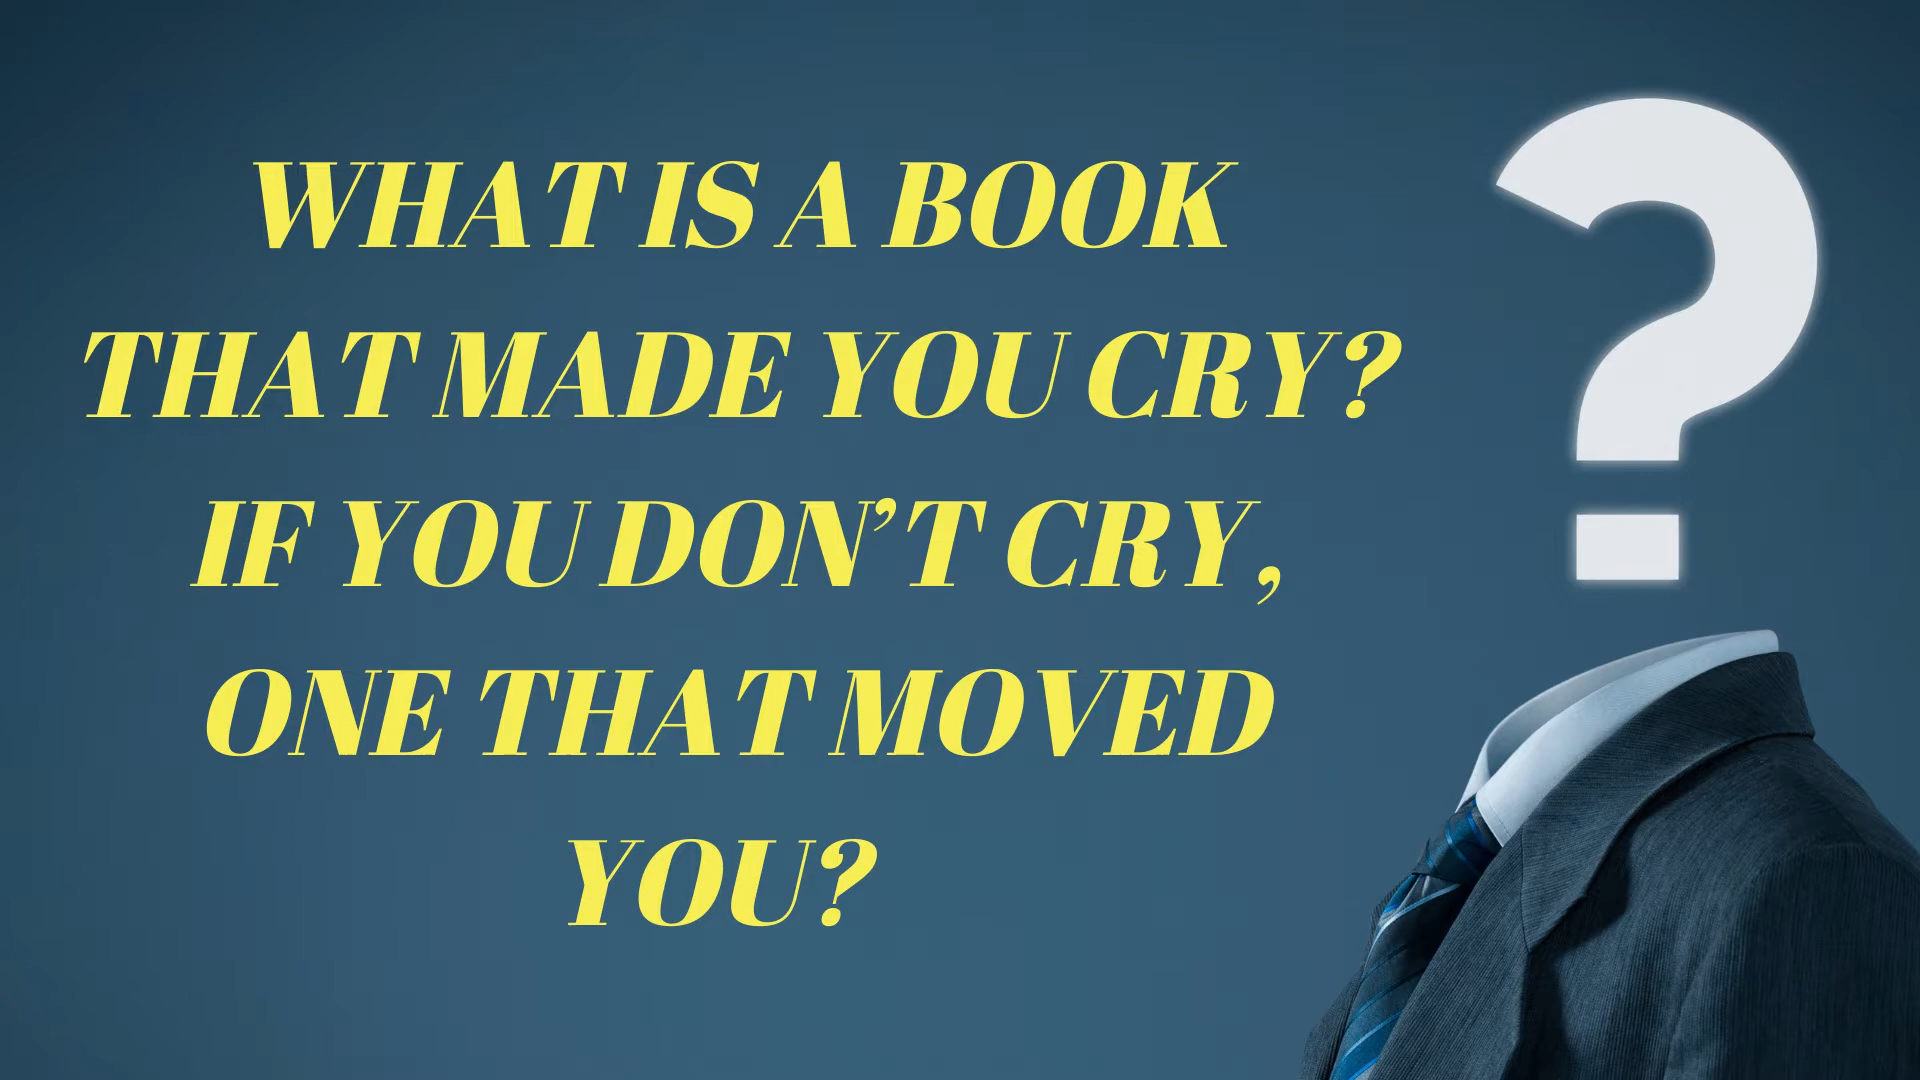 WHAT IS A BOOK
THAT MADE YOU CRY?
IF YOU DON’T CRY,
ONE THAT MOVED
YOU?
?